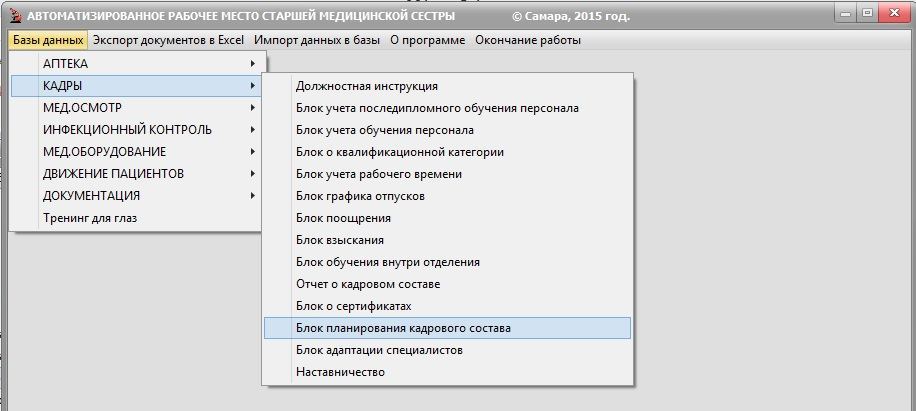 АВТОМАТИЗИРОВАННОЕ РАБОЧЕЕ МЕСТО СТАРШЕЙ МЕДИЦИНСКОЙ СЕСТРЫ © Самара, 2015 год.
Базы данных Экспорт документов в Excel Импорт данных в базы О программе Окончание работы
АПТЕКА
КАДРЫ
МЕД.ОСМОТР
ИНФЕКЦИОННЫЙ КОНТРОЛЬ
МЕД.ОБОРУДОВАНИЕ
ДВИЖЕНИЕ ПАЦИЕНТОВ
ДОКУМЕНТАЦИЯ
Тренинг для глаз
Должностная инструкция
Блок учета последипломного обучения персонала
Блок учета обучения персонала
Блок о квалификационной категории
Блок учета рабочего времени
Блок графика отпусков
Блок поощрения
Блок взыскания
Блок обучения внутри отделения
Отчет о кадровом составе
Блок о сертификатах
Блок планирования кадрового состава
Блок адаптации специалистов
Наставничество